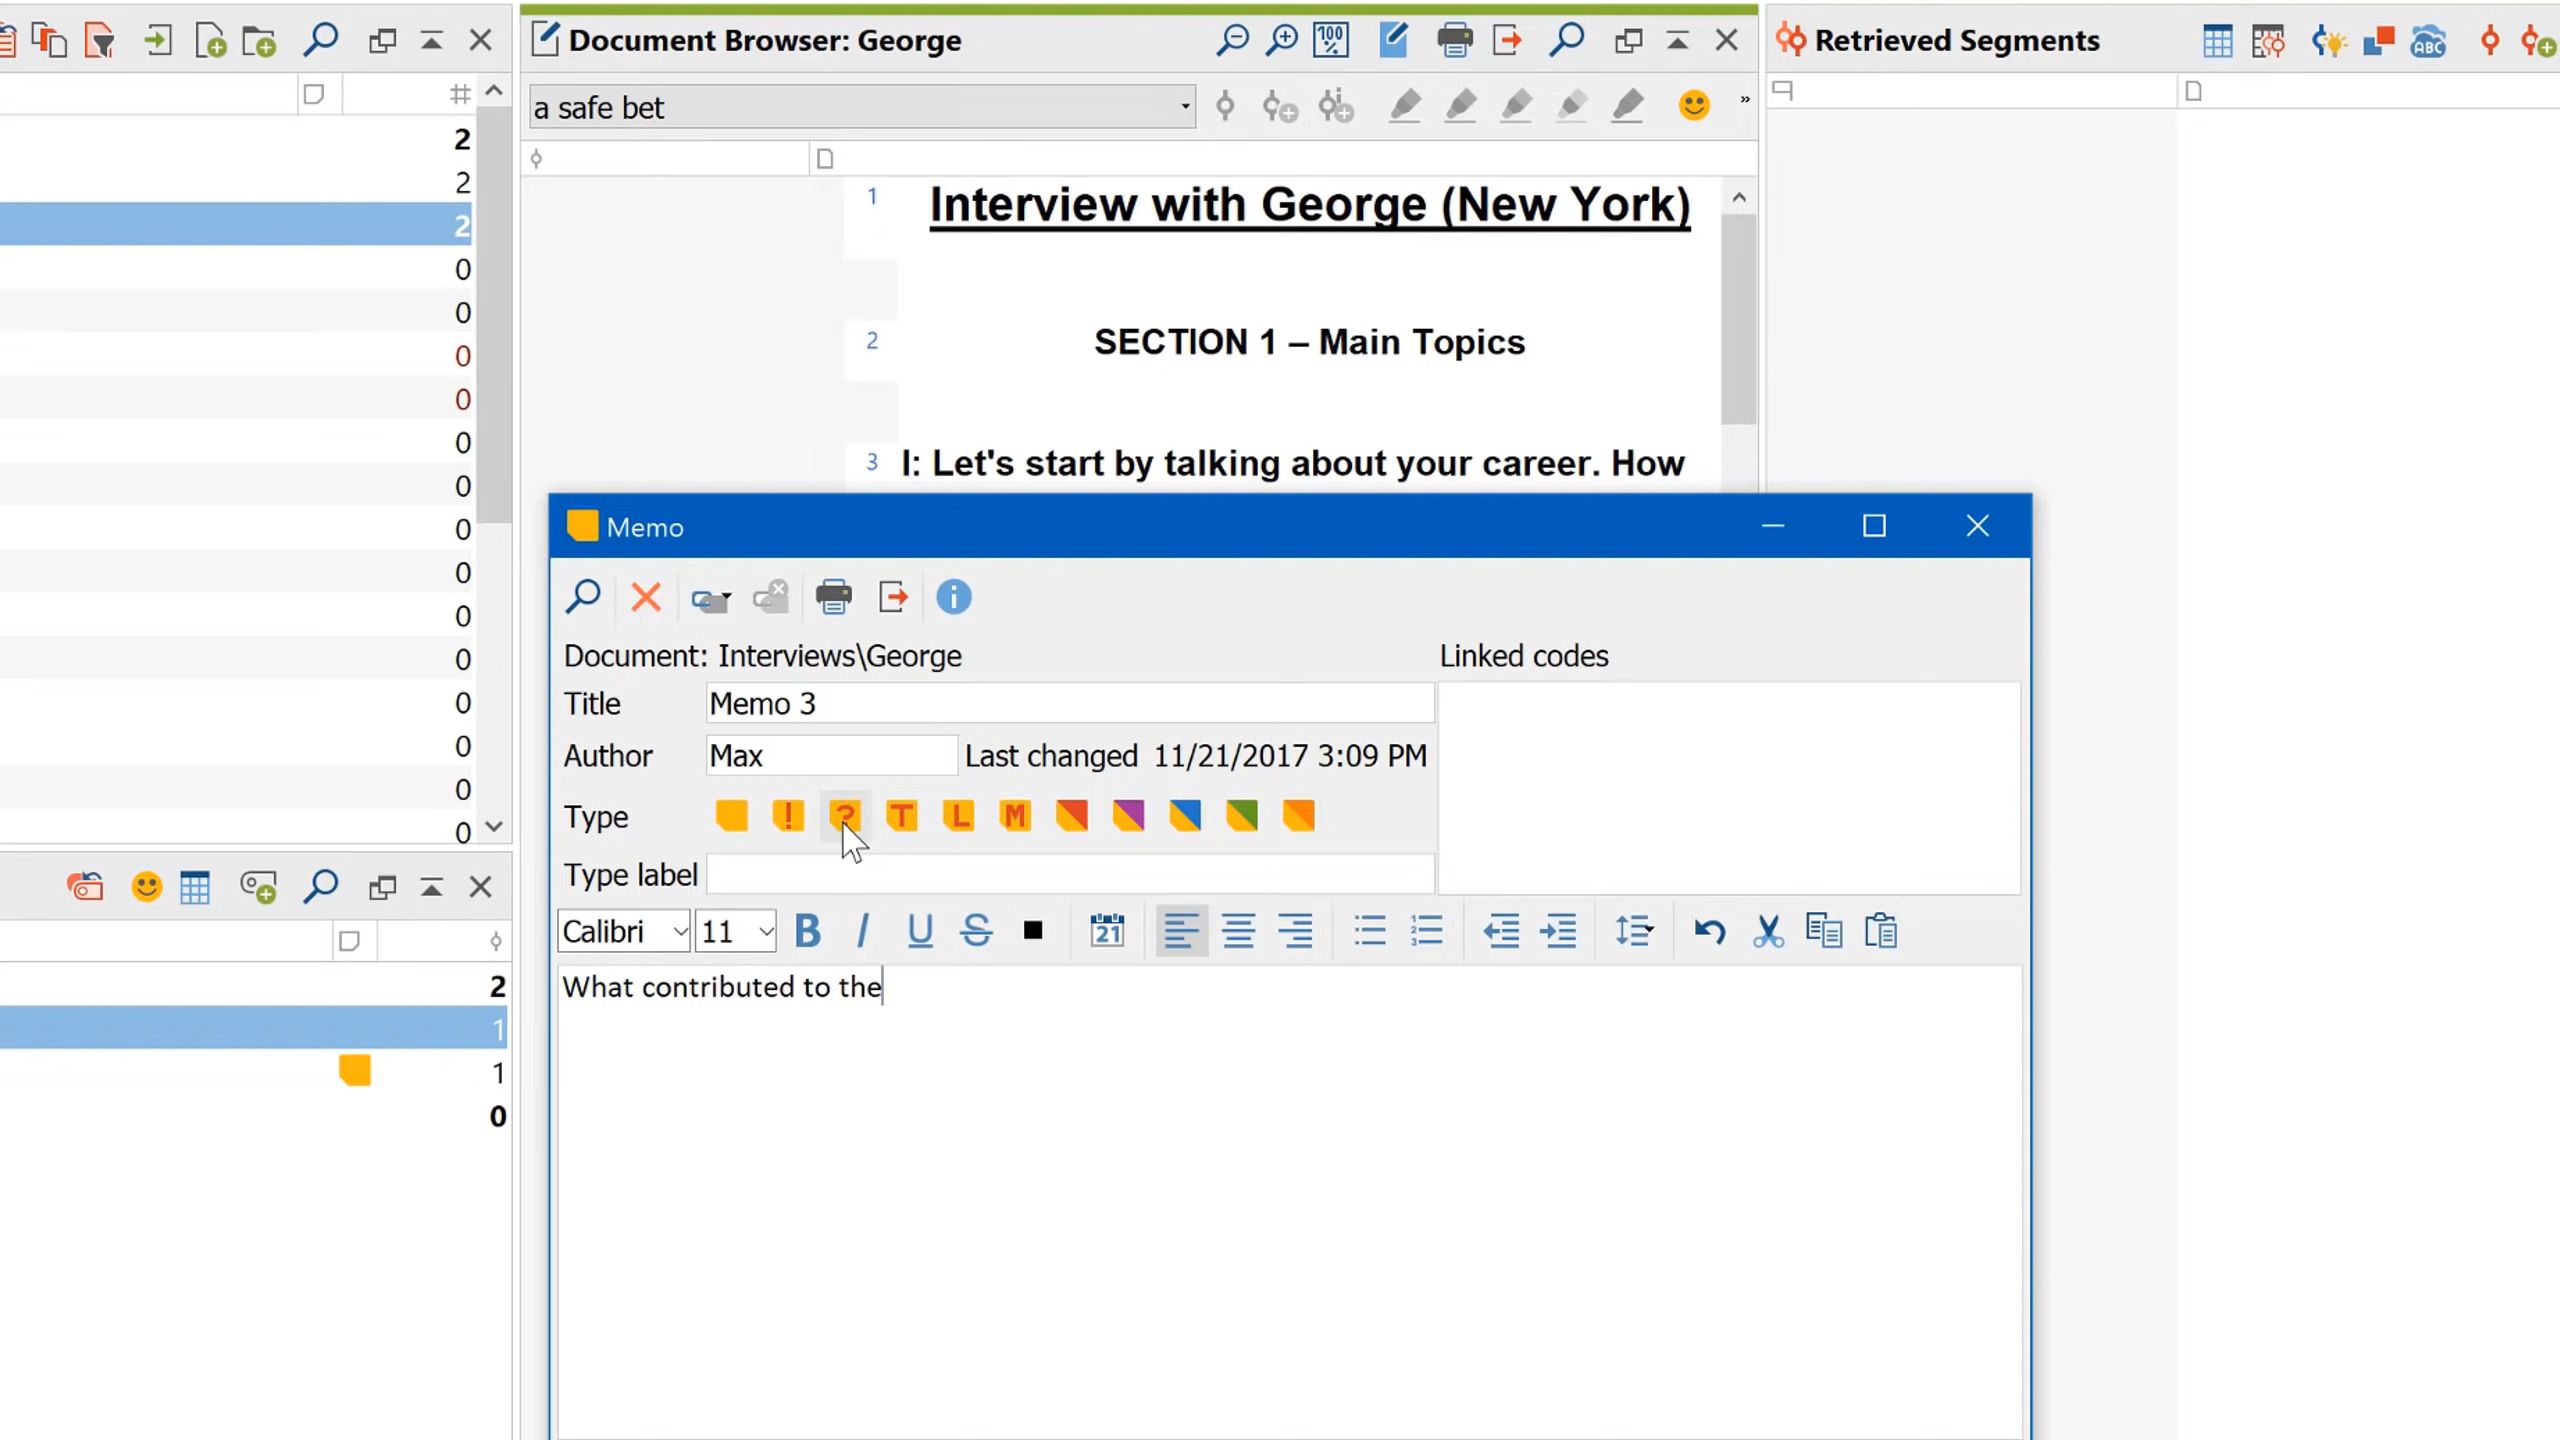 Document Browser: George
Retrieved Segments
a safe bet
2
2
2
0
0
0
0
0
0
0
0
0
0
0
0
0
0
1 Interview with George (New York)
2 SECTION 1 – Main Topics
3 I: Let's start by talking about your career. How
Memo
Document: Interviews\George
Linked codes
Title Memo 3
Author Max Last changed 11/21/2017 3:09 PM
Type ! ? T L M
Type label
Calibri 11 B I U S 21
What contributed to the
2
1
1
0